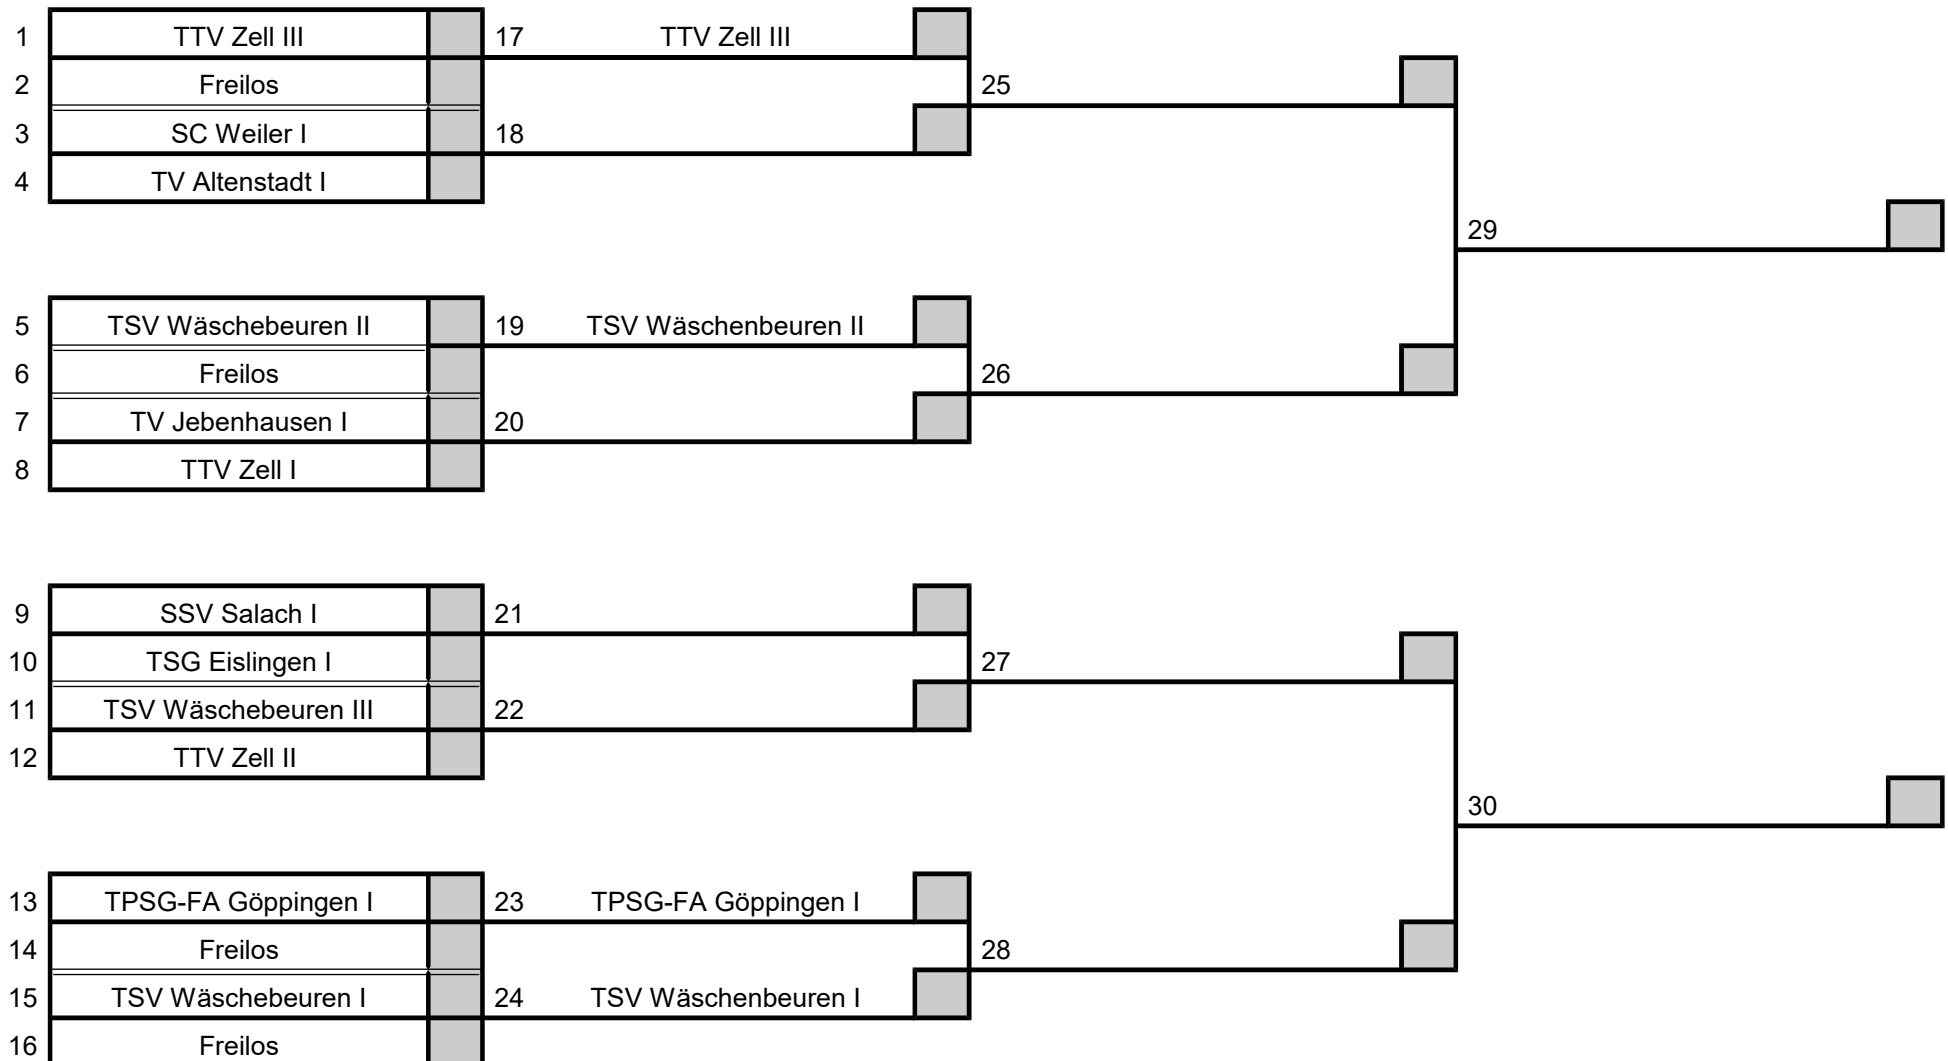 1 TTV Zell III 17 TTV Zell III
2 Freilos 25
3 SC Weiler I 18
4 TV Altenstadt I
29
5 TSV Wäschebeuren II 19 TSV Wäschenbeuren II
6 Freilos 26
7 TV Jebenhausen I 20
8 TTV Zell I
9 SSV Salach I 21
10 TSG Eislingen I 27
11 TSV Wäschebeuren III 22
12 TTV Zell II
30
13 TPSG-FA Göppingen I 23 TPSG-FA Göppingen I
14 Freilos 28
15 TSV Wäschebeuren I 24 TSV Wäschenbeuren I
16 Freilos